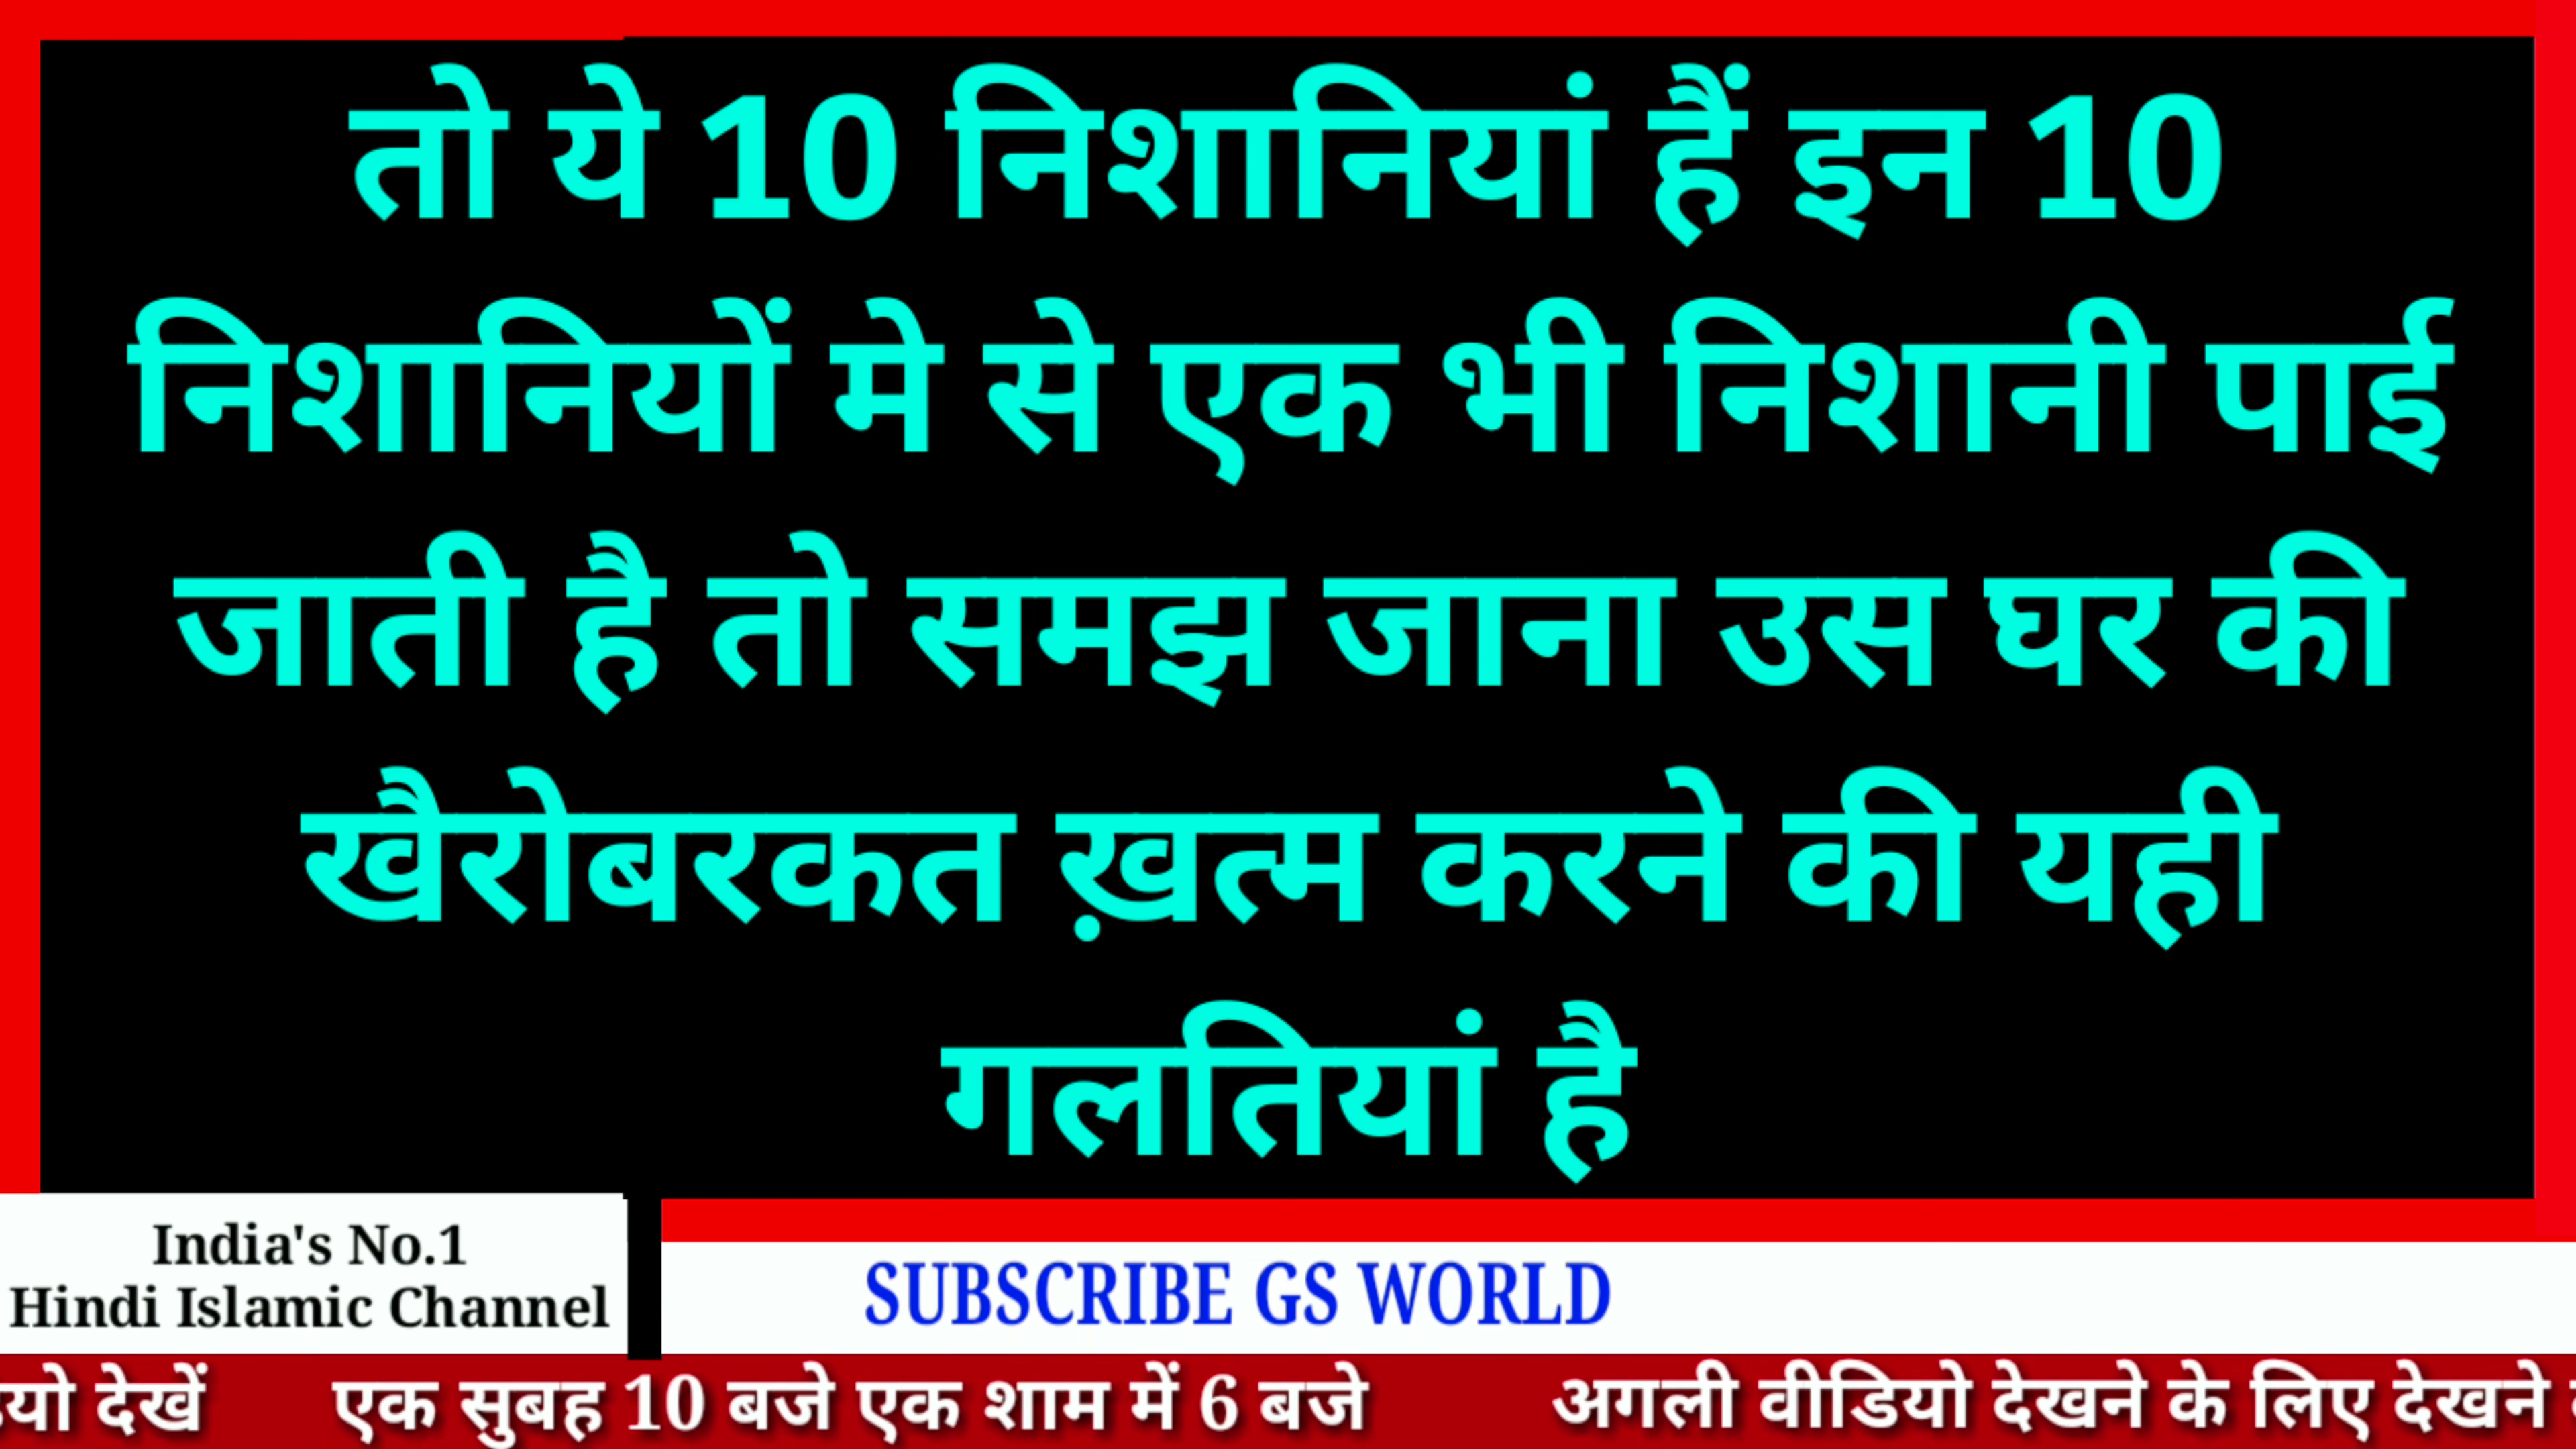 तो ये 10 निशानियां हैं इन 10
निशानियों मे से एक भी निशानी पाई
जाती है तो समझ जाना उस घर की
खैरोबरकत ख़त्म करने की यही
गलतियां है
India's No.1
Hindi Islamic Channel
SUBSCRIBE GS WORLD
देखें एक सुबह 10 बजे एक शाम में 6 बजे अगली वीडियो देखने के लिए देखने